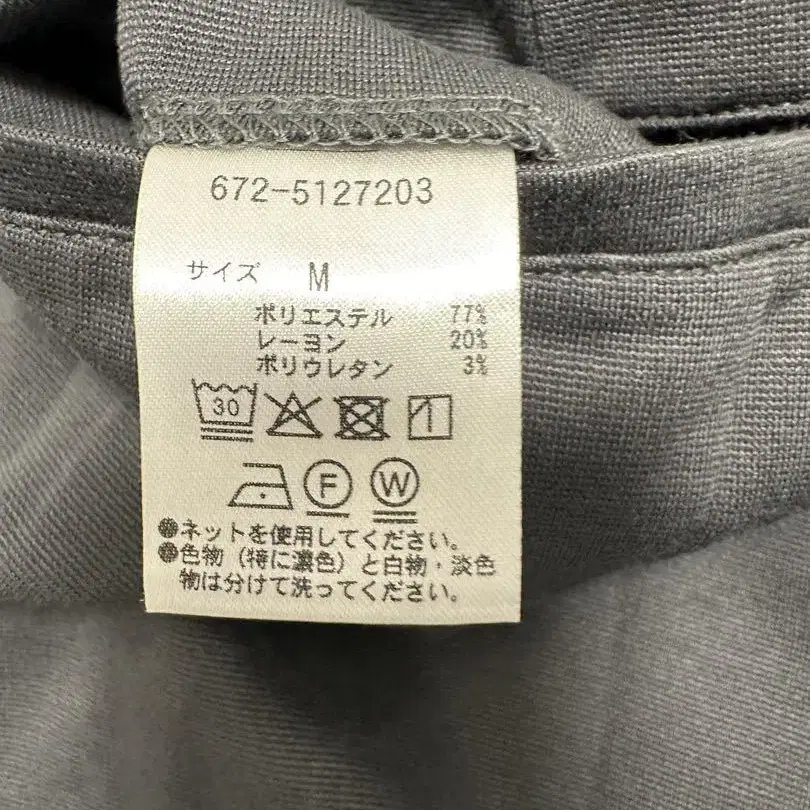 672-5127203
サイズ M
ポリエステル 77%
レーヨン 20%
ポリウレタン 3%
30
F W
●ネットを使用してください。
●色物（特に濃色）と白物・淡色
物は分けて洗ってください。